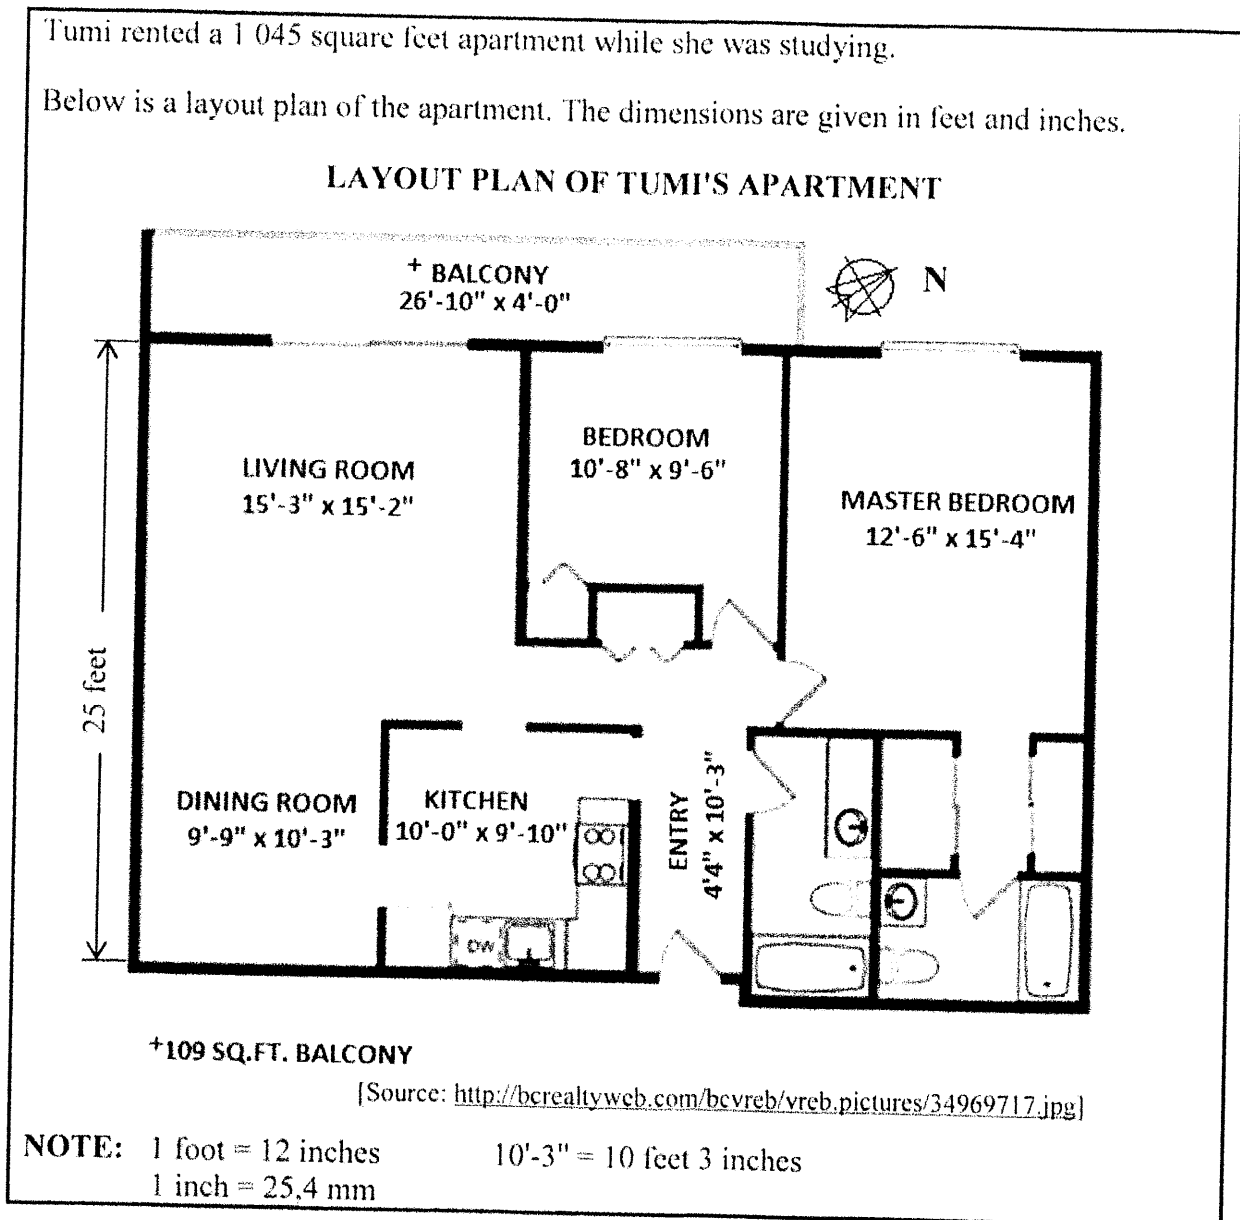 Tumi rented a 1 045 square feet apartment while she was studying.
Below is a layout plan of the apartment. The dimensions are given in feet and inches.
LAYOUT PLAN OF TUMI'S APARTMENT
+ BALCONY
26'-10" x 4'-0"
N
BEDROOM
10'-8" x 9'-6"
LIVING ROOM
15'-3" x 15'-2"
MASTER BEDROOM
12'-6" x 15'-4"
25 feet
DINING ROOM
9'-9" x 10'-3"
KITCHEN
10'-0" x 9'-10"
ENTRY
4'4" x 10'-3"
DW
+109 SQ.FT. BALCONY
[Source: http://bcrealtyweb.com/bcvreb/vreb.pictures/34969717.jpg]
NOTE: 1 foot = 12 inches 10'-3" = 10 feet 3 inches
1 inch = 25,4 mm